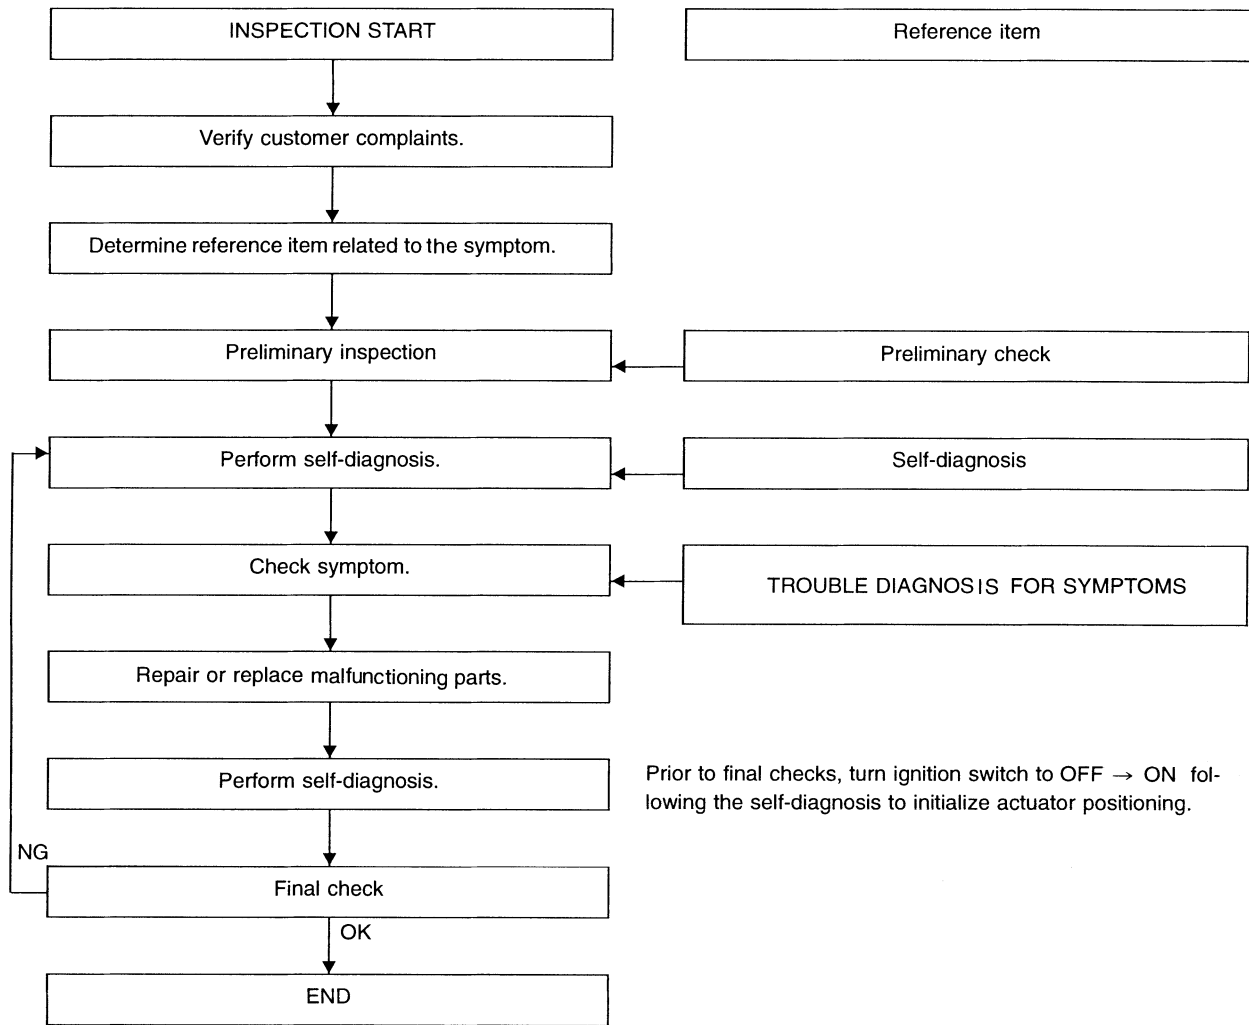 INSPECTION START
Reference item
Verify customer complaints.
Determine reference item related to the symptom.
Preliminary inspection
Preliminary check
Perform self-diagnosis.
Self-diagnosis
Check symptom.
TROUBLE DIAGNOSIS FOR SYMPTOMS
Repair or replace malfunctioning parts.
Perform self-diagnosis.
Prior to final checks, turn ignition switch to OFF → ON fol-
lowing the self-diagnosis to initialize actuator positioning.
NG
Final check
OK
END